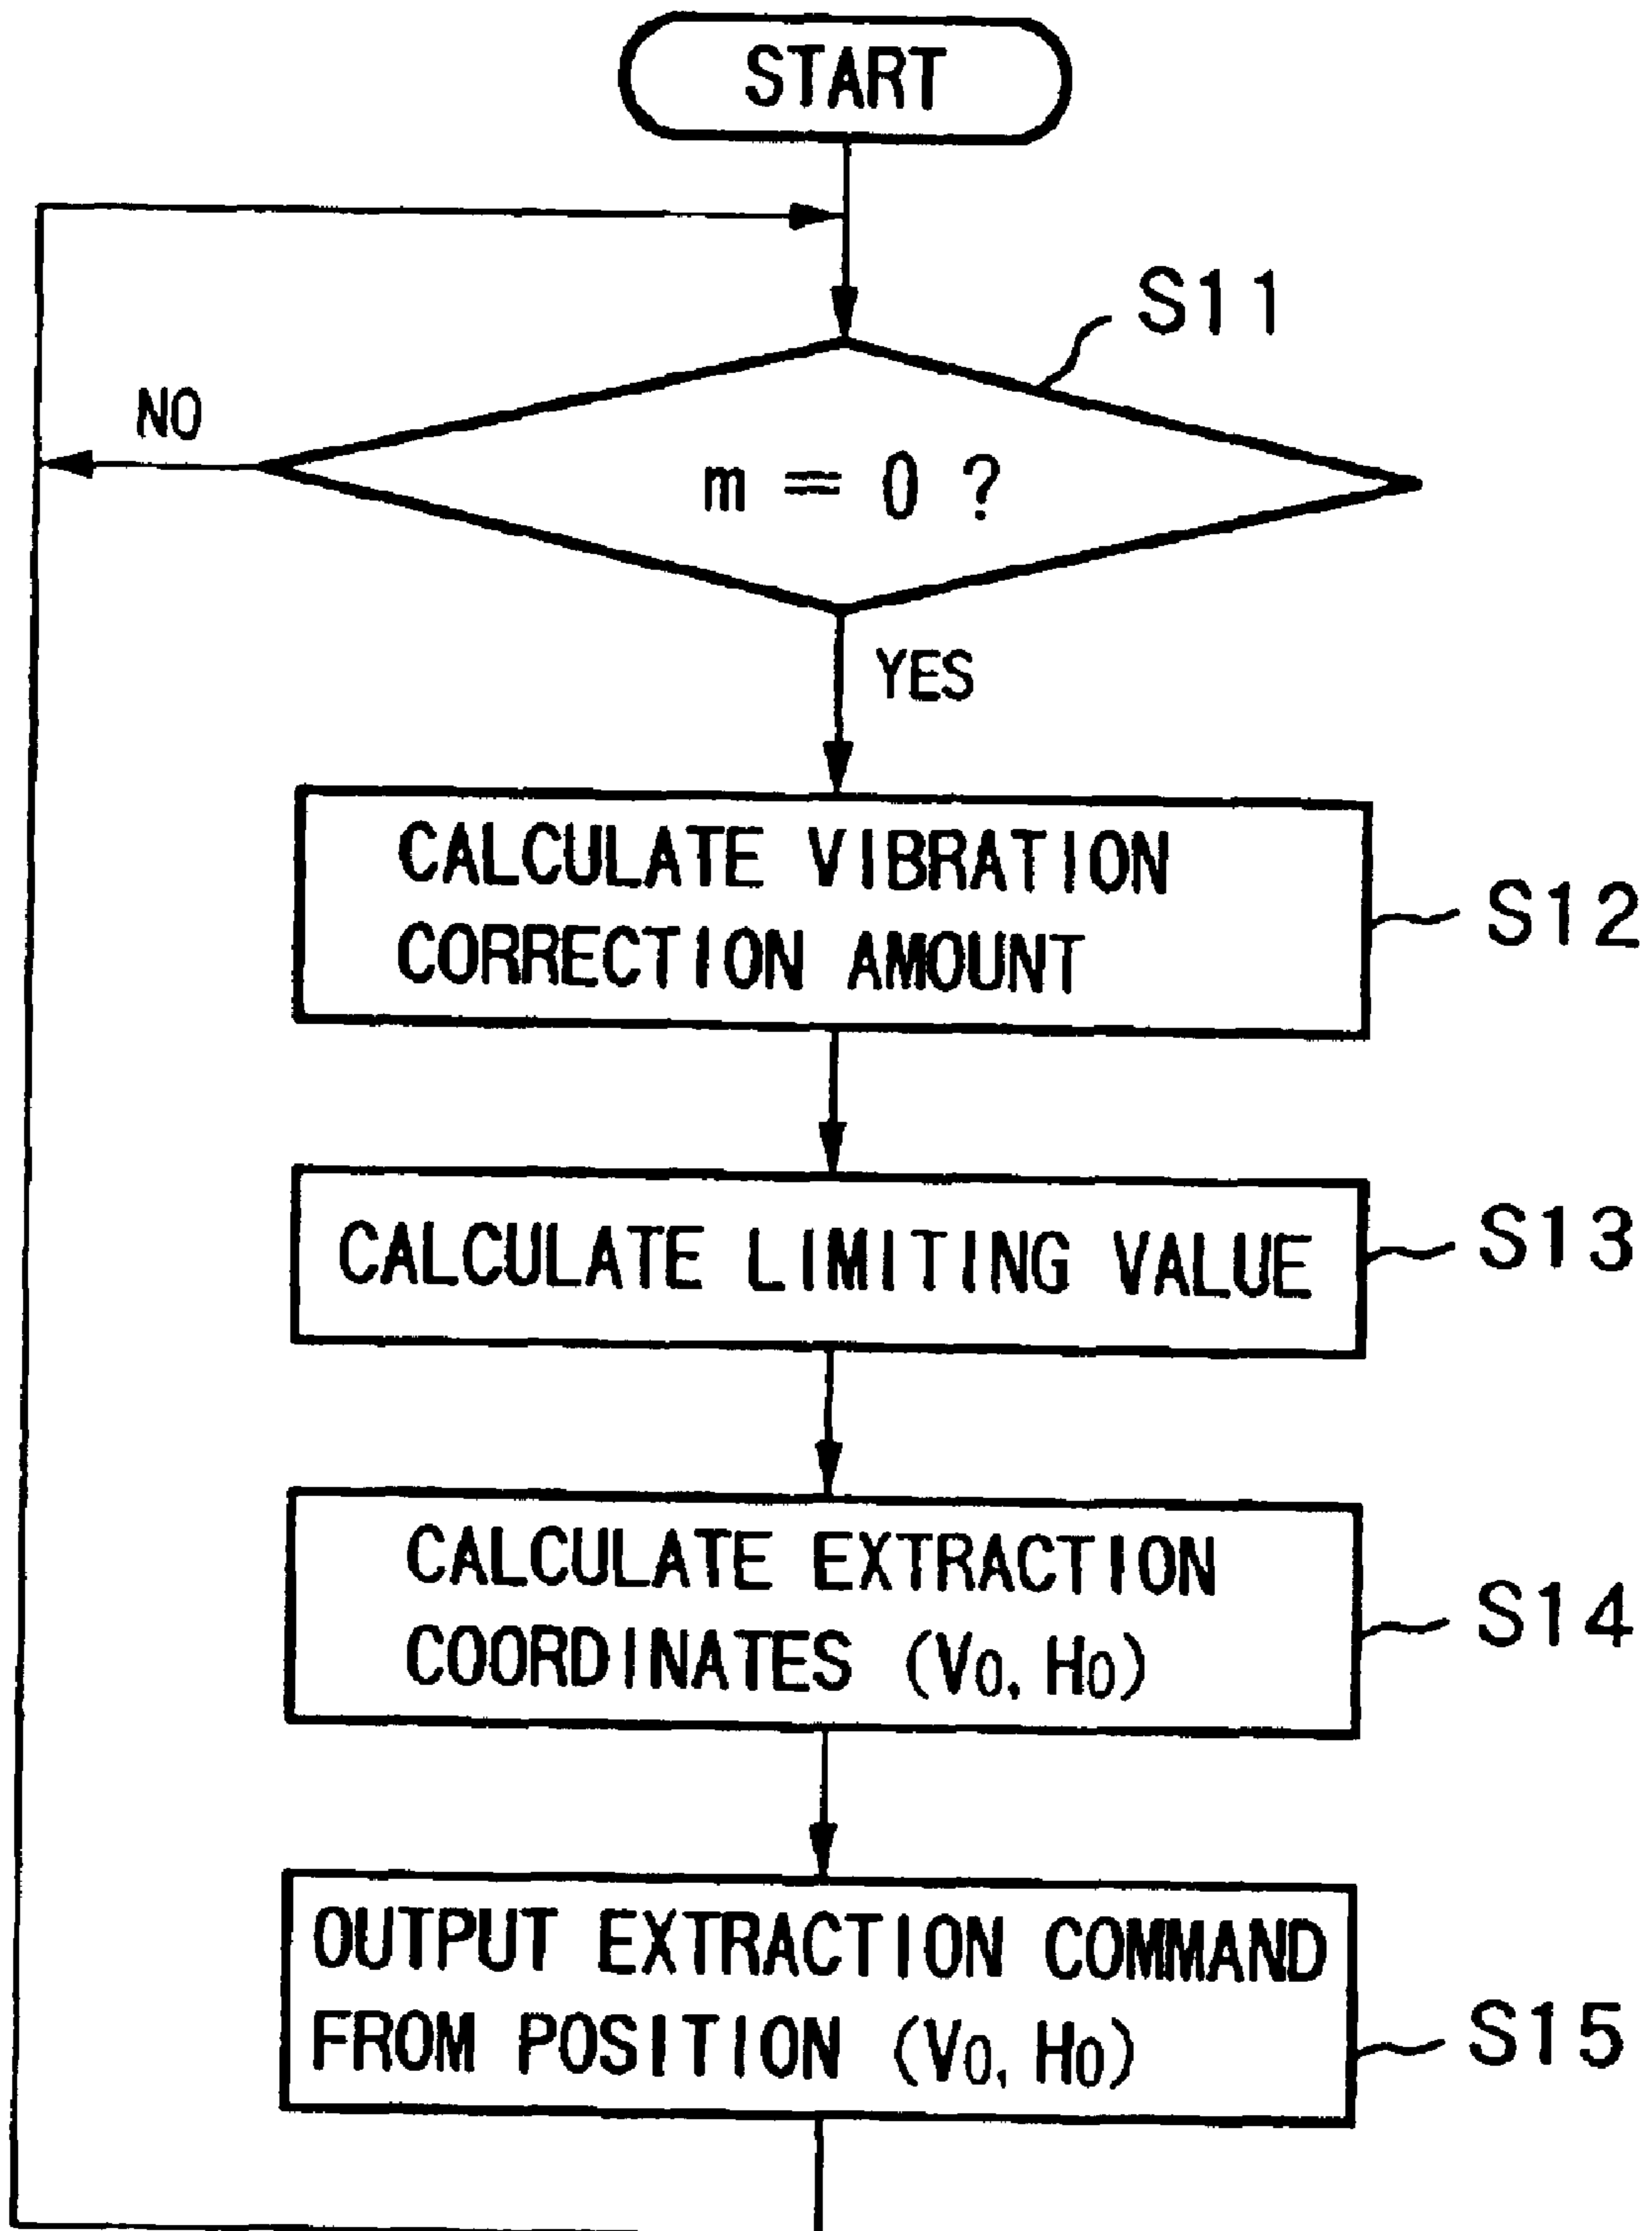 START
S11
NO
m = 0 ?
YES
CALCULATE VIBRATION
CORRECTION AMOUNT
S12
CALCULATE LIMITING VALUE
S13
CALCULATE EXTRACTION
COORDINATES (V0, H0)
S14
OUTPUT EXTRACTION COMMAND
FROM POSITION (V0, H0)
S15